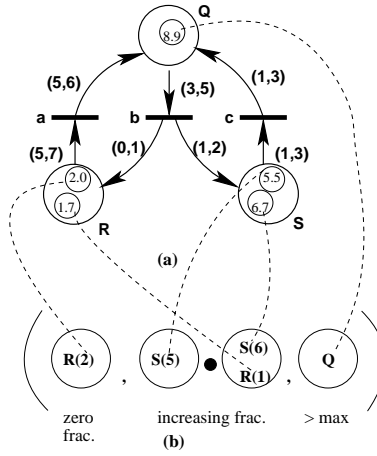 Q
8.9
(5,6)
(3,5)
(1,3)
a
b
c
(5,7)
(0,1)
(1,2)
(1,3)
2.0
1.7
5.5
6.7
R
S
(a)
R(2) , S(5) ● S(6) R(1) , Q
zero frac.
increasing frac.
> max
(b)